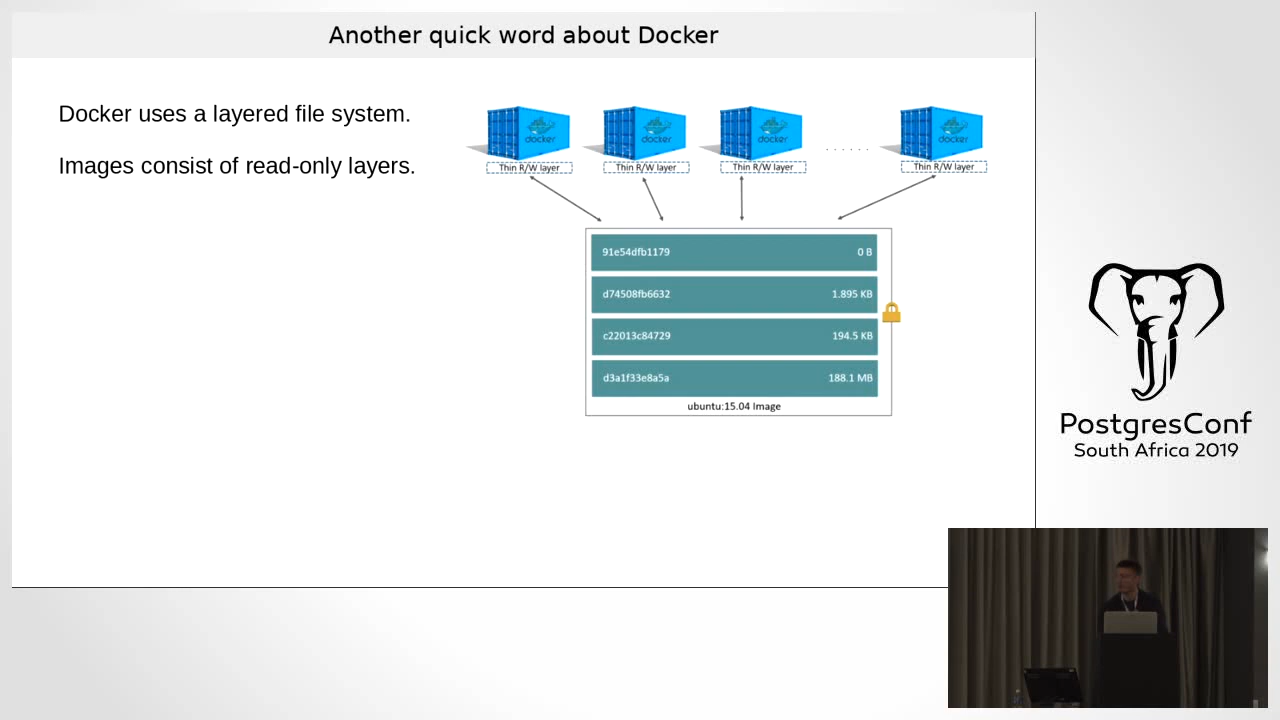 Another quick word about Docker
Docker uses a layered file system.
Images consist of read-only layers.
docker
docker
docker
docker
Thin R/W layer
Thin R/W layer
Thin R/W layer
. . . . . .
Thin R/W layer
91e54dfb1179 0 B
d74508fb6632 1.895 KB
c22013c84729 194.5 KB
d3a1f33e8a5a 188.1 MB
ubuntu:15.04 Image
PostgresConf
South Africa 2019